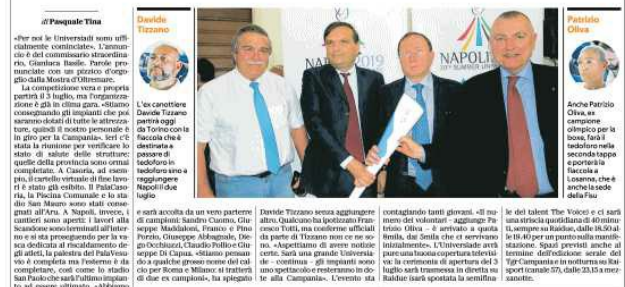 di Pasquale Tina
«Per noi le Universiadi sono uffi-
cialmente cominciate». L'annun-
cio è del commissario straordina-
rio, Gianluca Basile. Parole pro-
nunciate con un pizzico d'orgo-
glio dalla Mostra d'Oltremare.
La competizione vera e propria
partirà il 3 luglio, ma l'organizza-
zione è già in clima gara. «Stiamo
consegnando gli impianti che poi
saranno dotati di tutte le attrezza-
ture, quindi il nostro personale è
in giro per la Campania». Ieri c'è
stata la riunione per verificare lo
stato di salute delle strutture:
quelle della provincia sono ormai
completate. A Casoria, ad esem-
pio, il cartello virtuale di fine lavo-
ri è stato già esibito. Il PalaCaso-
ria, la Piscina Comunale e lo sta-
dio San Mauro sono stati conse-
gnati all'Aru. A Napoli, invece, i
cantieri sono aperti: i lavori alla
Scandone sono terminati all'inter-
no e si sta proseguendo per la va-
sca dedicata al riscaldamento de-
gli atleti, la palestra del PalaVesu-
vio è completa ma l'esterno è da
completare, così come lo stadio
San Paolo che sarà l'ultimo impian-
to ad essere ultimato. «Abbiamo
Davide
Tizzano
L'ex canottiere
Davide Tizzano
partirà oggi
da Torino con la
fiaccola che è
destinata a
passare di
tedoforo in
tedoforo sino a
raggiungere
Napoli il due
luglio
NAPOLI 2019
NAPOLI
30TH SUMMER
Patrizio
Oliva
Anche Patrizio
Oliva, ex
campione
olimpico per la
boxe, farà il
tedoforo nella
seconda tappa
e porterà la
fiaccola a
Losanna, che è
anche la sede
della Fisu
e sarà accolta da un vero parterre
di campioni: Sandro Cuomo, Giu-
seppe Maddaloni, Franco e Pino
Porzio, Giuseppe Abbagnale, Die-
go Occhiuzzi, Claudio Pollio e Giu-
seppe Di Capua. «Stiamo pensan-
do a qualche grosso nome del cal-
cio per Roma e Milano: si tratterà
di due ex campioni», ha spiegato
Davide Tizzano senza aggiungere
altro. Qualcuno ha ipotizzato Fran-
cesco Totti, ma conferme ufficiali
da parte di Tizzano non ce ne so-
no. «Aspettiamo di avere notizie
certe. Sarà una grande Universia-
de - continua - gli impianti sono
uno spettacolo e resteranno in do-
te alla Campania». L'evento sta
contagiando tanti giovani. «Il nu-
mero dei volontari - aggiunge Pa-
trizio Oliva - è arrivato a quota
8mila, dai 5mila che ci servivano
inizialmente». L'Universiade avrà
pure una buona copertura televisi-
va: la cerimonia di apertura del 3
luglio sarà trasmessa in diretta su
Raidue (sarà spostata la semifina-
le del talent The Voice) e ci sarà
una striscia quotidiana di 40 minu-
ti, sempre su Raidue, dalle 18.50 al-
le 19.40 per un punto sulla manife-
stazione. Spazi previsti anche al
termine dell'edizione serale del
Tgr Campania e in notturna su Rai-
sport (canale 57), dalle 23,15 a mez-
zanotte.